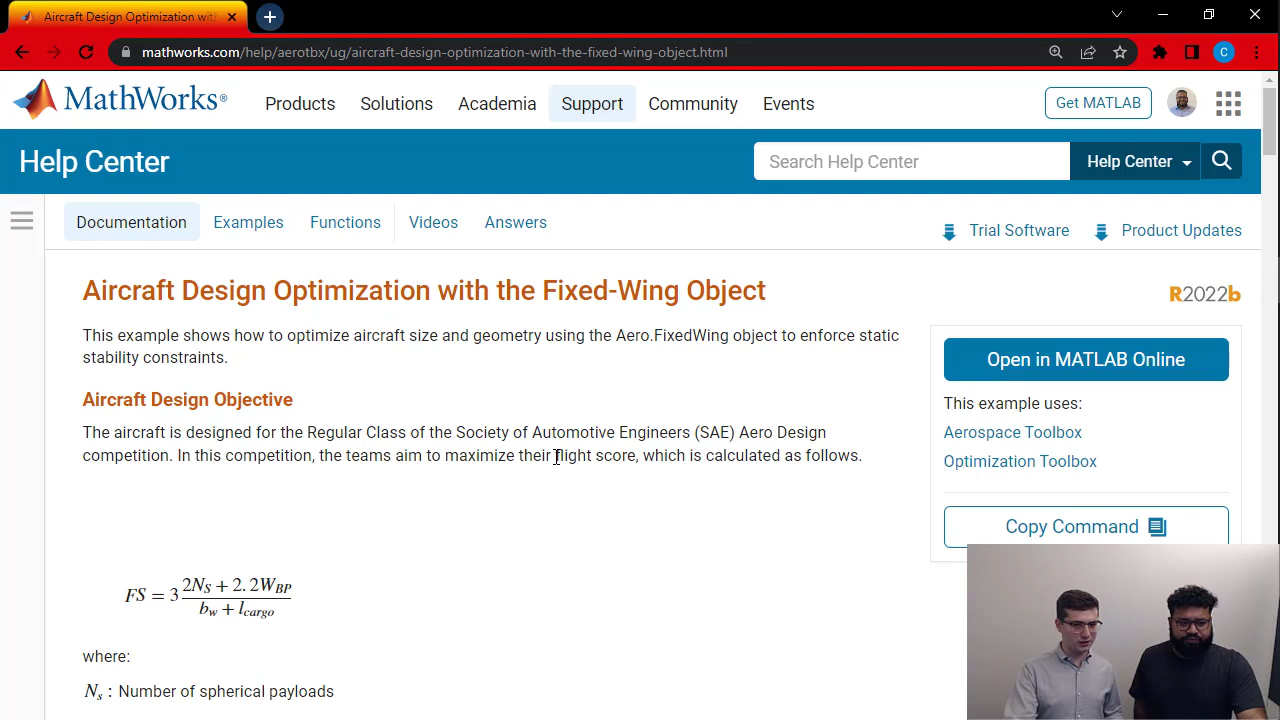 Aircraft Design Optimization with
C
mathworks.com/help/aerotbx/ug/aircraft-design-optimization-with-the-fixed-wing-object.html
MathWorks®
Products
Solutions
Academia
Support
Community
Events
Get MATLAB
Help Center
Search Help Center
Help Center
Documentation
Examples
Functions
Videos
Answers
Trial Software
Product Updates
Aircraft Design Optimization with the Fixed-Wing Object
R2022b
This example shows how to optimize aircraft size and geometry using the Aero.FixedWing object to enforce static
stability constraints.
Aircraft Design Objective
The aircraft is designed for the Regular Class of the Society of Automotive Engineers (SAE) Aero Design
competition. In this competition, the teams aim to maximize their flight score, which is calculated as follows.
Open in MATLAB Online
This example uses:
Aerospace Toolbox
Optimization Toolbox
Copy Command
FS = 3 (2N_S + 2.2W_BP) / (b_w + l_cargo)
where:
N_s : Number of spherical payloads